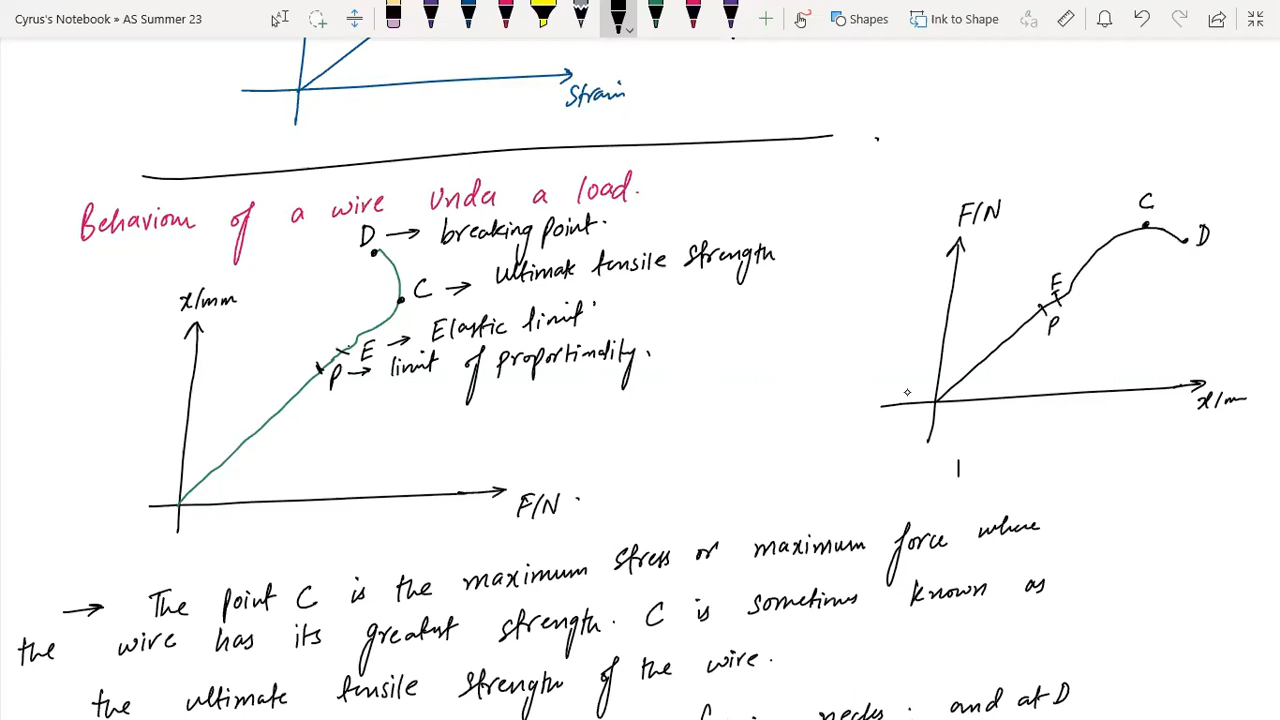 Cyrus's Notebook » AS Summer 23
Shapes
Ink to Shape
Strain
Behaviour of a wire under a load.
D → breaking point.
C → Ultimate tensile strength
E → Elastic limit.
P → limit of proportionality.
x/mm
F/N
F/N
C
D
E
P
x/mm
→ The point C is the maximum stress or maximum force where
the wire has its greatest strength. C is sometimes known as
the ultimate tensile strength of the wire.
necks. and at D